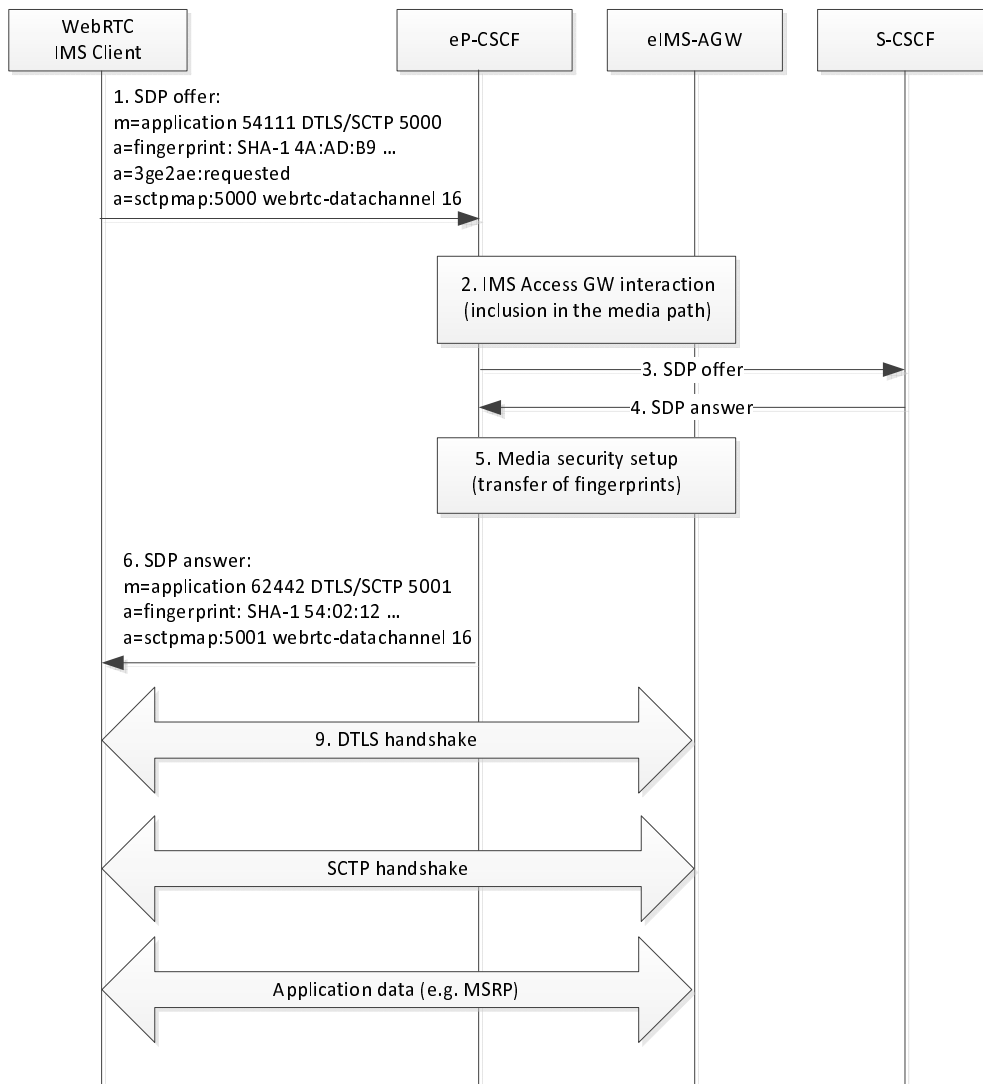 WebRTC
IMS Client
eP-CSCF
eIMS-AGW
S-CSCF
1. SDP offer:
m=application 54111 DTLS/SCTP 5000
a=fingerprint: SHA-1 4A:AD:B9 ...
a=3ge2ae:requested
a=sctpmap:5000 webrtc-datachannel 16
2. IMS Access GW interaction
(inclusion in the media path)
3. SDP offer
4. SDP answer
5. Media security setup
(transfer of fingerprints)
6. SDP answer:
m=application 62442 DTLS/SCTP 5001
a=fingerprint: SHA-1 54:02:12 ...
a=sctpmap:5001 webrtc-datachannel 16
9. DTLS handshake
SCTP handshake
Application data (e.g. MSRP)